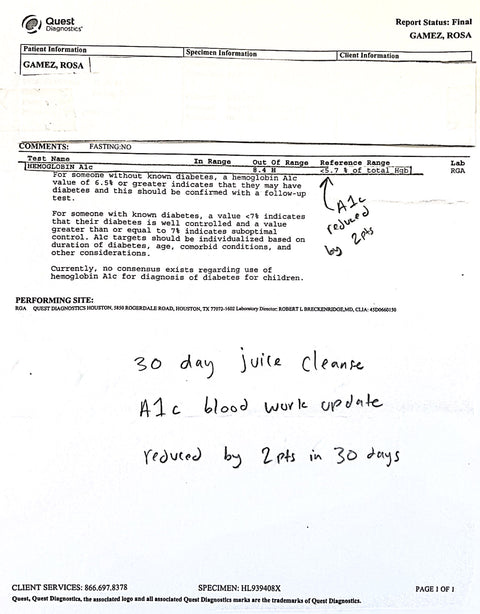 Quest
Diagnostics®
Report Status: Final
GAMEZ, ROSA
Patient Information
Specimen Information
Client Information
GAMEZ, ROSA
COMMENTS: FASTING:NO
Test Name In Range Out Of Range Reference Range Lab
HEMOGLOBIN A1c 8.4 H <5.7 % of total Hgb RGA
For someone without known diabetes, a hemoglobin A1c
value of 6.5% or greater indicates that they may have
diabetes and this should be confirmed with a follow-up
test.
For someone with known diabetes, a value <7% indicates
that their diabetes is well controlled and a value
greater than or equal to 7% indicates suboptimal
control. A1c targets should be individualized based on
duration of diabetes, age, comorbid conditions, and
other considerations.
Currently, no consensus exists regarding use of
hemoglobin A1c for diagnosis of diabetes for children.
A1c
reduced
by 2pts
PERFORMING SITE:
RGA QUEST DIAGNOSTICS HOUSTON, 5850 ROGERDALE ROAD, HOUSTON, TX 77072-1602 Laboratory Director: ROBERT L BRECKENRIDGE,MD, CLIA: 45D0660150
30 day juice cleanse
A1c blood work update
reduced by 2pts in 30 days
CLIENT SERVICES: 866.697.8378 SPECIMEN: HL939408X PAGE 1 OF 1
Quest, Quest Diagnostics, the associated logo and all associated Quest Diagnostics marks are the trademarks of Quest Diagnostics.